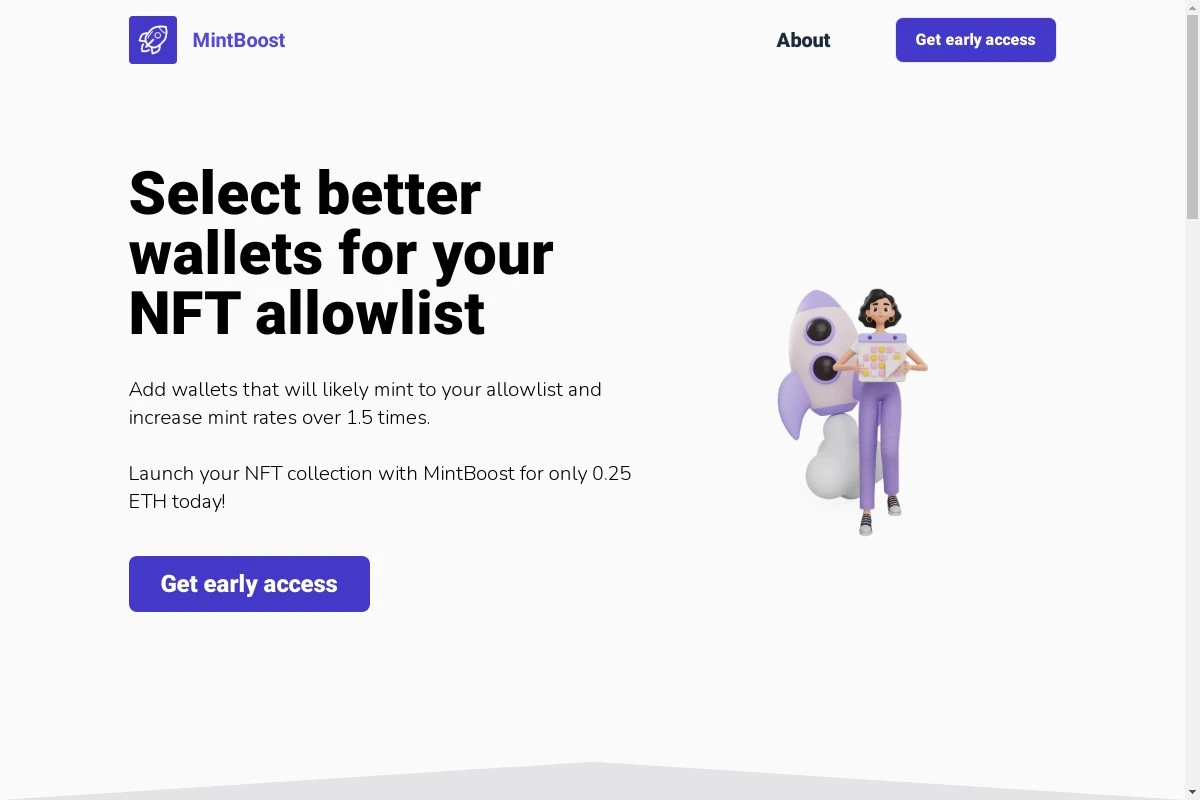 MintBoost
About
Get early access
Select better
wallets for your
NFT allowlist
Add wallets that will likely mint to your allowlist and
increase mint rates over 1.5 times.
Launch your NFT collection with MintBoost for only 0.25
ETH today!
Get early access